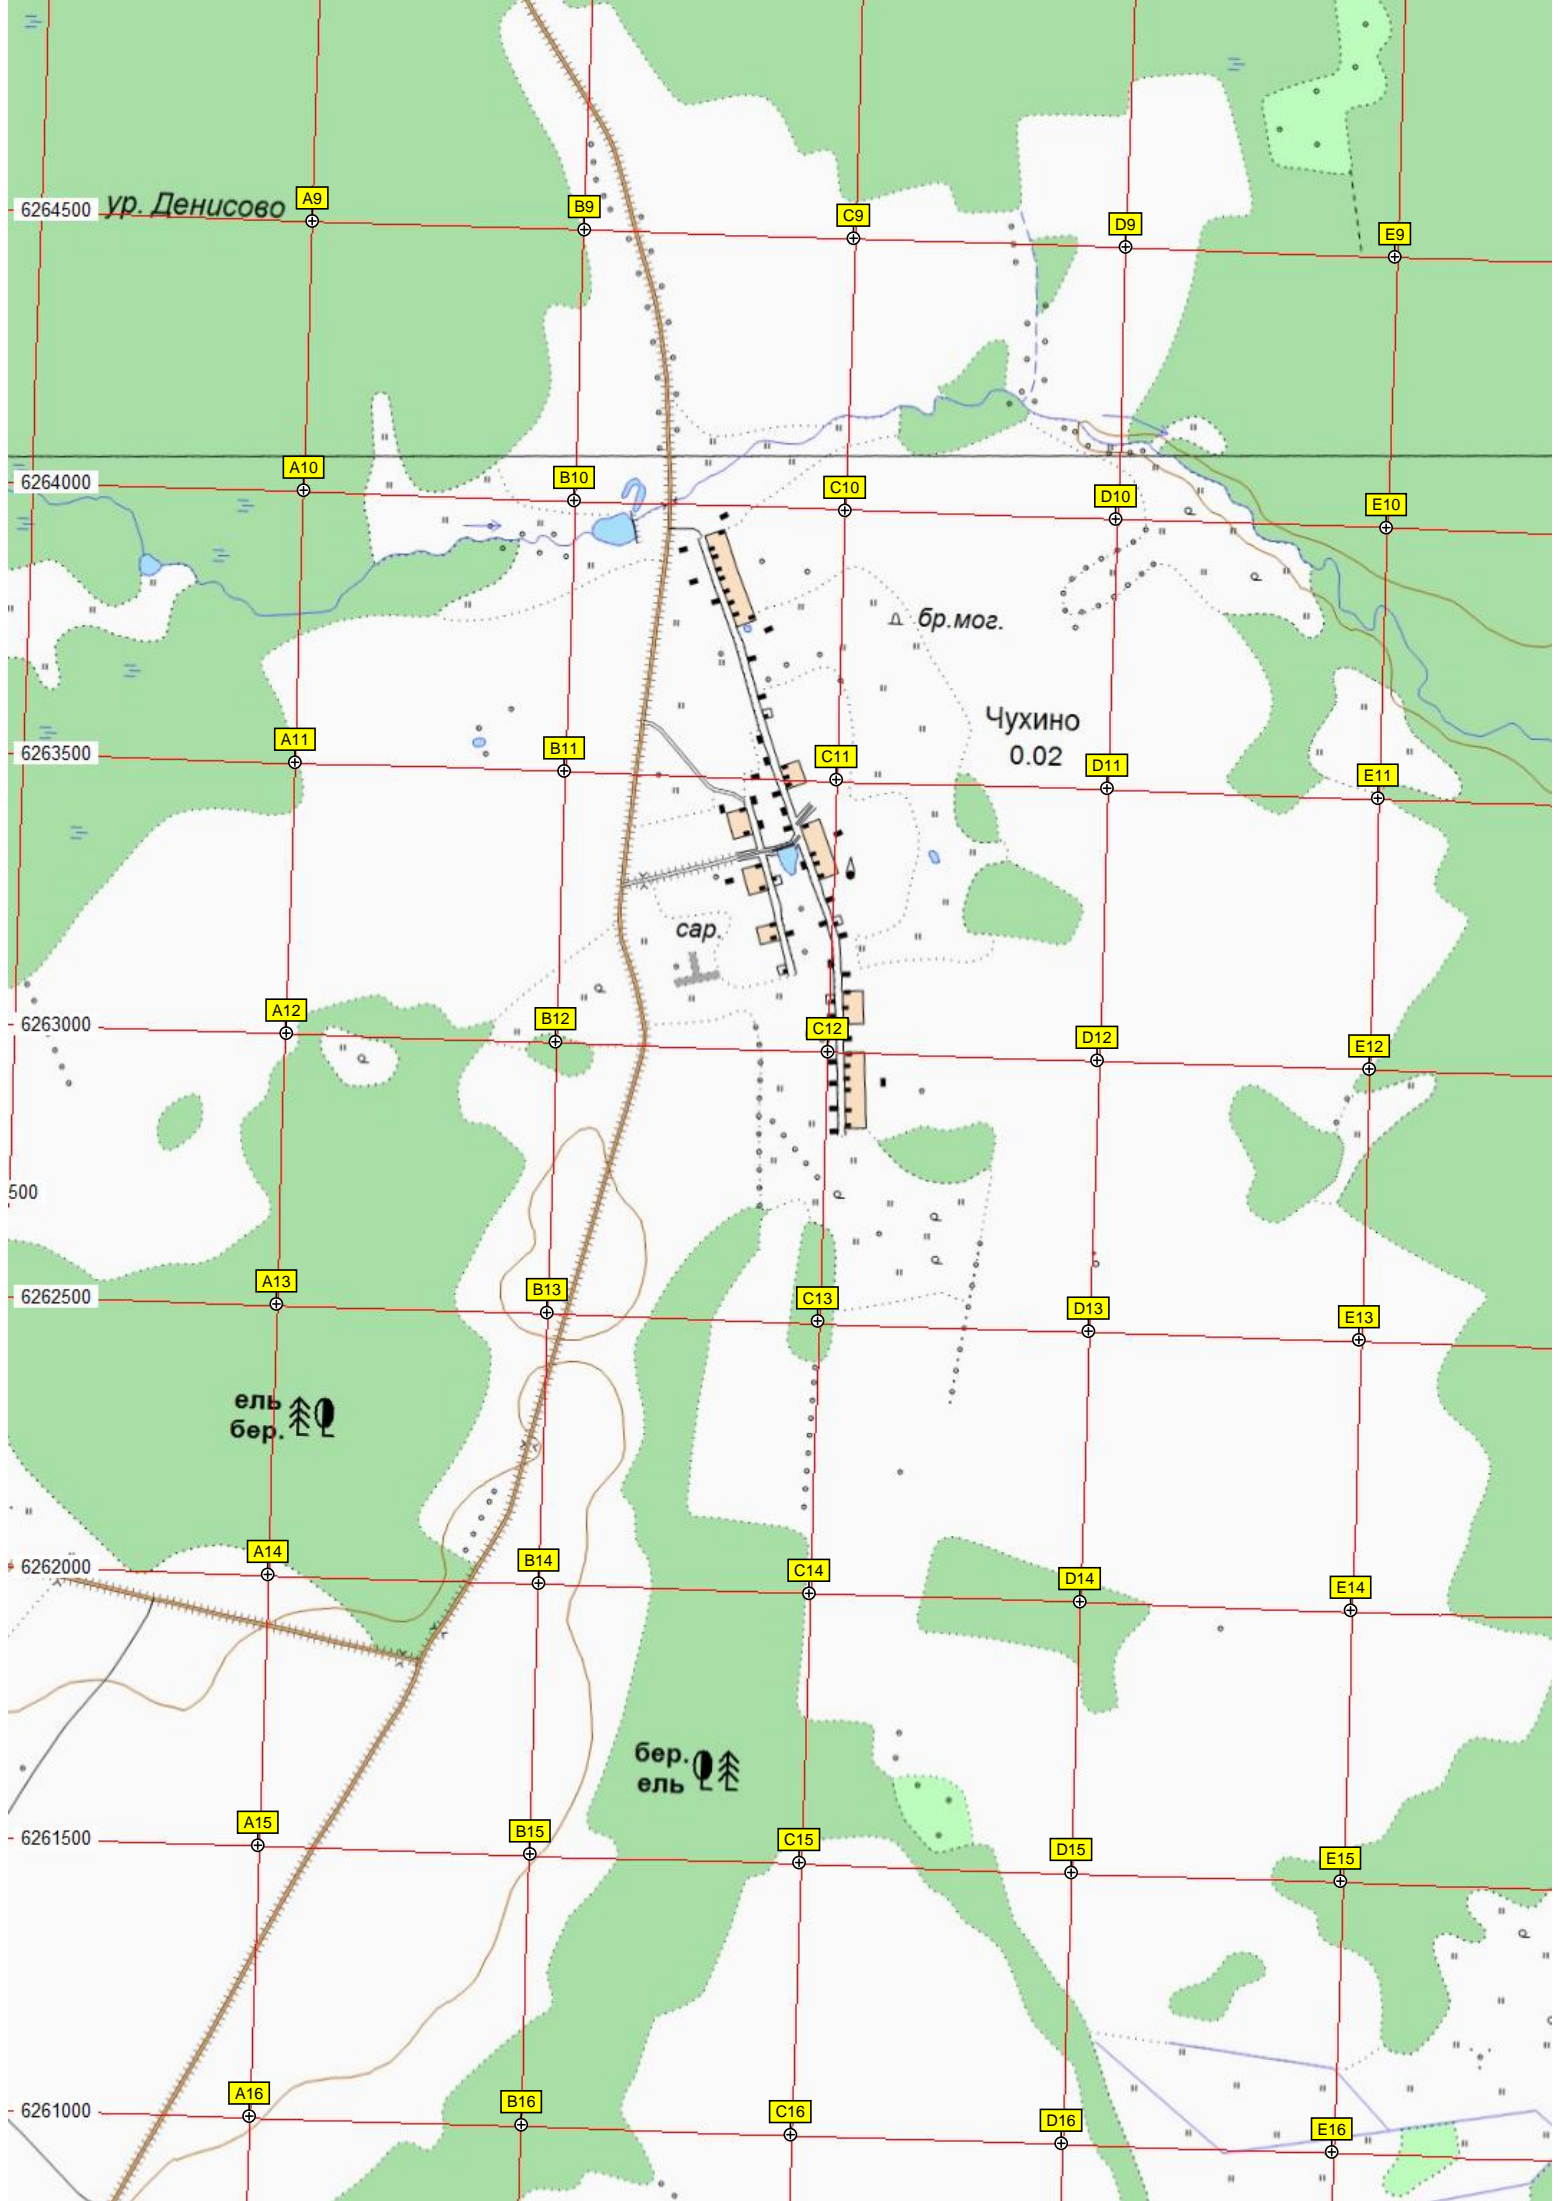 6264500 ур. Денисово A9 B9 C9 D9 E9
6264000 A10 B10 C10 D10 E10
бр.мог.
Чухино
0.02
6263500 A11 B11 C11 D11 E11
сар.
6263000 A12 B12 C12 D12 E12
500
6262500 A13 B13 C13 D13 E13
ель
бер.
6262000 A14 B14 C14 D14 E14
бер.
ель
6261500 A15 B15 C15 D15 E15
6261000 A16 B16 C16 D16 E16